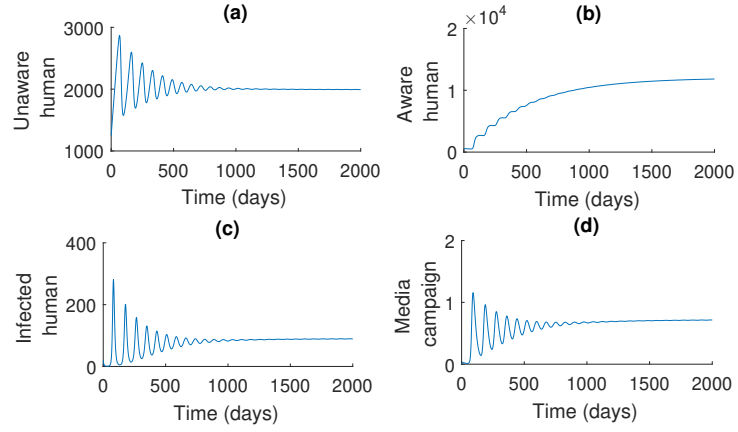 (a)
3000
2000
1000
Unaware
human
0 500 1000 1500 2000
Time (days)
(b)
×10⁴
2
1
0
Aware
human
0 500 1000 1500 2000
Time (days)
(c)
400
200
0
Infected
human
0 500 1000 1500 2000
Time (days)
(d)
2
1
0
Media
campaign
0 500 1000 1500 2000
Time (days)